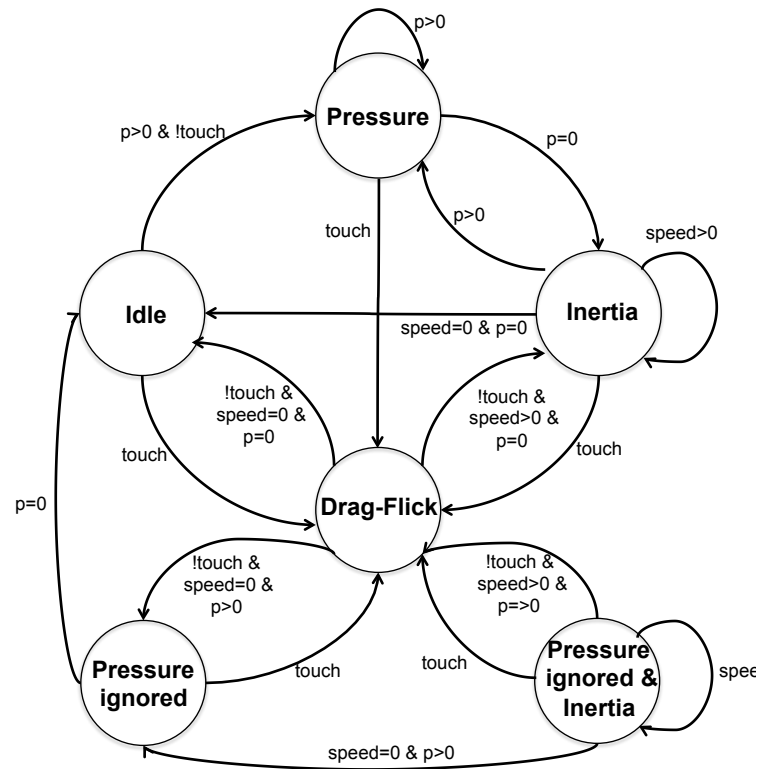 p>0
Pressure
p>0 & !touch
p=0
p>0
touch
speed>0
Idle
Inertia
speed=0 & p=0
!touch &
speed=0 &
p=0
!touch &
speed>0 &
p=0
touch
touch
p=0
Drag-Flick
!touch &
speed=0 &
p>0
!touch &
speed>0 &
p=>0
touch
touch
Pressure
ignored
Pressure
ignored &
Inertia
speed=0 & p>0